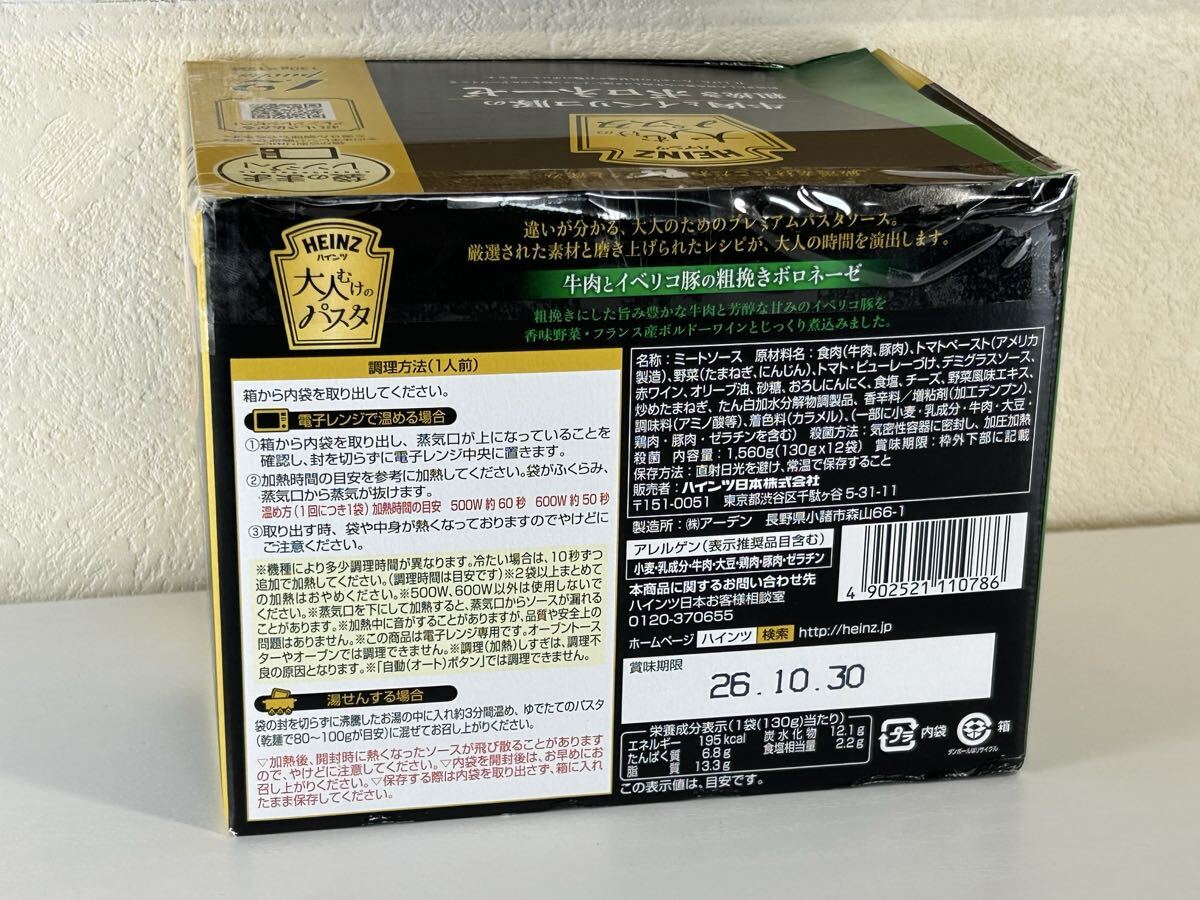 牛肉とイベリコ豚の
粗挽きボロネーゼ
HEINZ
ハインツ
大人むけの
パスタ
袋のまま
レンジへ!
違いが分かる、大人のためのプレミアムパスタソース。
厳選された素材と磨き上げられたレシピが、大人の時間を演出します。
牛肉とイベリコ豚の粗挽きボロネーゼ
粗挽きにした旨み豊かな牛肉と芳醇な甘みのイベリコ豚を
香味野菜・フランス産ボルドーワインとじっくり煮込みました。
HEINZ
ハインツ
大人むけの
パスタ
調理方法(1人前)
箱から内袋を取り出してください。
電子レンジで温める場合
①箱から内袋を取り出し、蒸気口が上になっていることを
確認し、封を切らずに電子レンジ中央に置きます。
②加熱時間の目安を参考に加熱してください。袋がふくらみ、
蒸気口から蒸気が抜けます。
温め方(1回につき1袋)加熱時間の目安 500W 約60秒 600W 約50秒
③取り出す時、袋や中身が熱くなっておりますのでやけどに
ご注意ください。
※機種により多少調理時間が異なります。冷たい場合は、10秒ずつ
追加で加熱してください。(調理時間は目安です)※2袋以上まとめて
の加熱はおやめください。※500W、600W以外は使用しないで
ください。※蒸気口を下にして加熱すると、蒸気口からソースが漏れる
ことがあります。※加熱中に音がすることがありますが、品質や安全上の
問題はありません。※この商品は電子レンジ専用です。オーブントース
ターやオーブンでは調理できません。※調理(加熱)しすぎは、調理不
良の原因となります。※「自動(オート)ボタン」では調理できません。
湯せんする場合
袋の封を切らずに沸騰したお湯の中に入れ約3分間温め、ゆでたてのパスタ
(乾麺で80〜100gが目安)に混ぜてお召し上がりください。
▽加熱後、開封時に熱くなったソースが飛び散ることがあります
ので、やけどに注意してください。▽内袋を開封後は、お早めにお
召し上がりください。▽保存する際は内袋を取り出さず、箱に入れ
たまま保存してください。
名称：ミートソース 原材料名：食肉(牛肉、豚肉)、トマトペースト(アメリカ
製造)、野菜(たまねぎ、にんじん)、トマト・ピューレーづけ、デミグラスソース、
赤ワイン、オリーブ油、砂糖、おろしにんにく、食塩、チーズ、野菜風味エキス、
炒めたまねぎ、たん白加水分解物調製品、香辛料／増粘剤(加工デンプン)、
調味料(アミノ酸等)、着色料(カラメル)、(一部に小麦・乳成分・牛肉・大豆・
鶏肉・豚肉・ゼラチンを含む) 殺菌方法：気密性容器に密封し、加圧加熱
殺菌 内容量：1,560g(130g×12袋) 賞味期限：枠外下部に記載
保存方法：直射日光を避け、常温で保存すること
販売者：ハインツ日本株式会社
〒151-0051 東京都渋谷区千駄ヶ谷 5-31-11
製造所：㈱アーデン 長野県小諸市森山66-1
アレルゲン(表示推奨品目含む)
小麦・乳成分・牛肉・大豆・鶏肉・豚肉・ゼラチン
本商品に関するお問い合わせ先
ハインツ日本お客様相談室
0120-370655
4 902521 110786
ホームページ ハインツ 検索 http://heinz.jp
賞味期限
26.10.30
栄養成分表示(1袋(130g)当たり)
エネルギー 195kcal 炭水化物 12.1g
たんぱく質 6.8g 食塩相当量 2.2g
脂質 13.3g
この表示値は、目安です。
プラ 内袋
箱
ダンボールはリサイクル